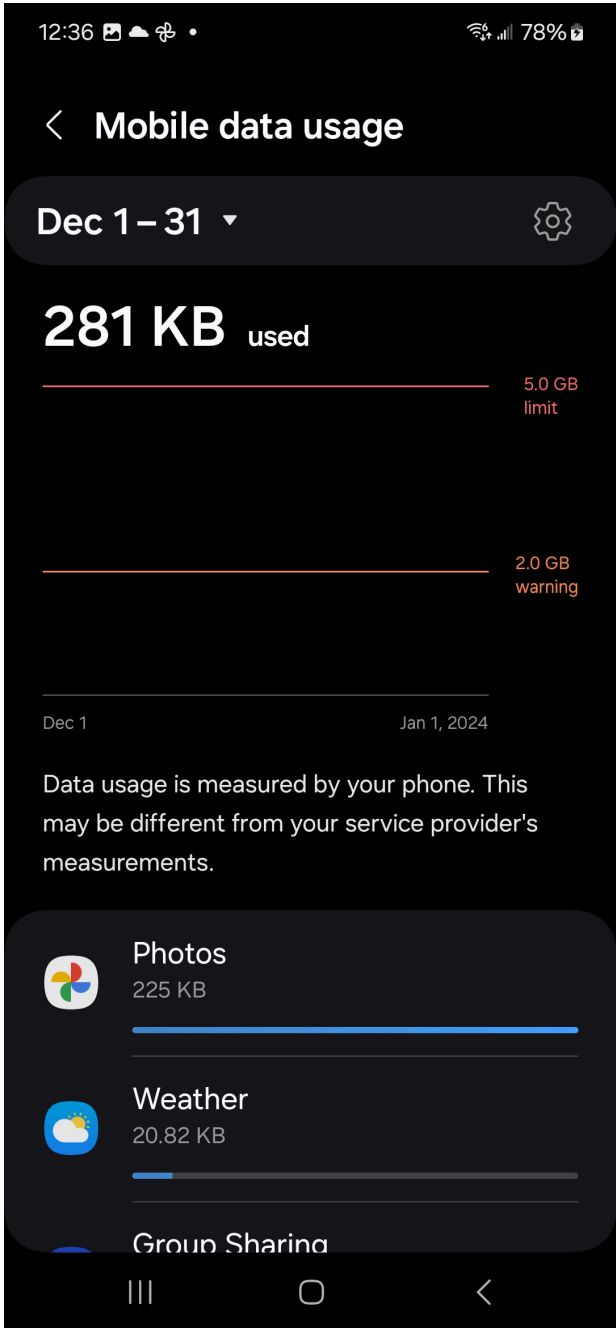 12:36
78%
Mobile data usage
Dec 1 – 31
281 KB used
5.0 GB
limit
2.0 GB
warning
Dec 1
Jan 1, 2024
Data usage is measured by your phone. This
may be different from your service provider's
measurements.
Photos
225 KB
Weather
20.82 KB
Group Sharing